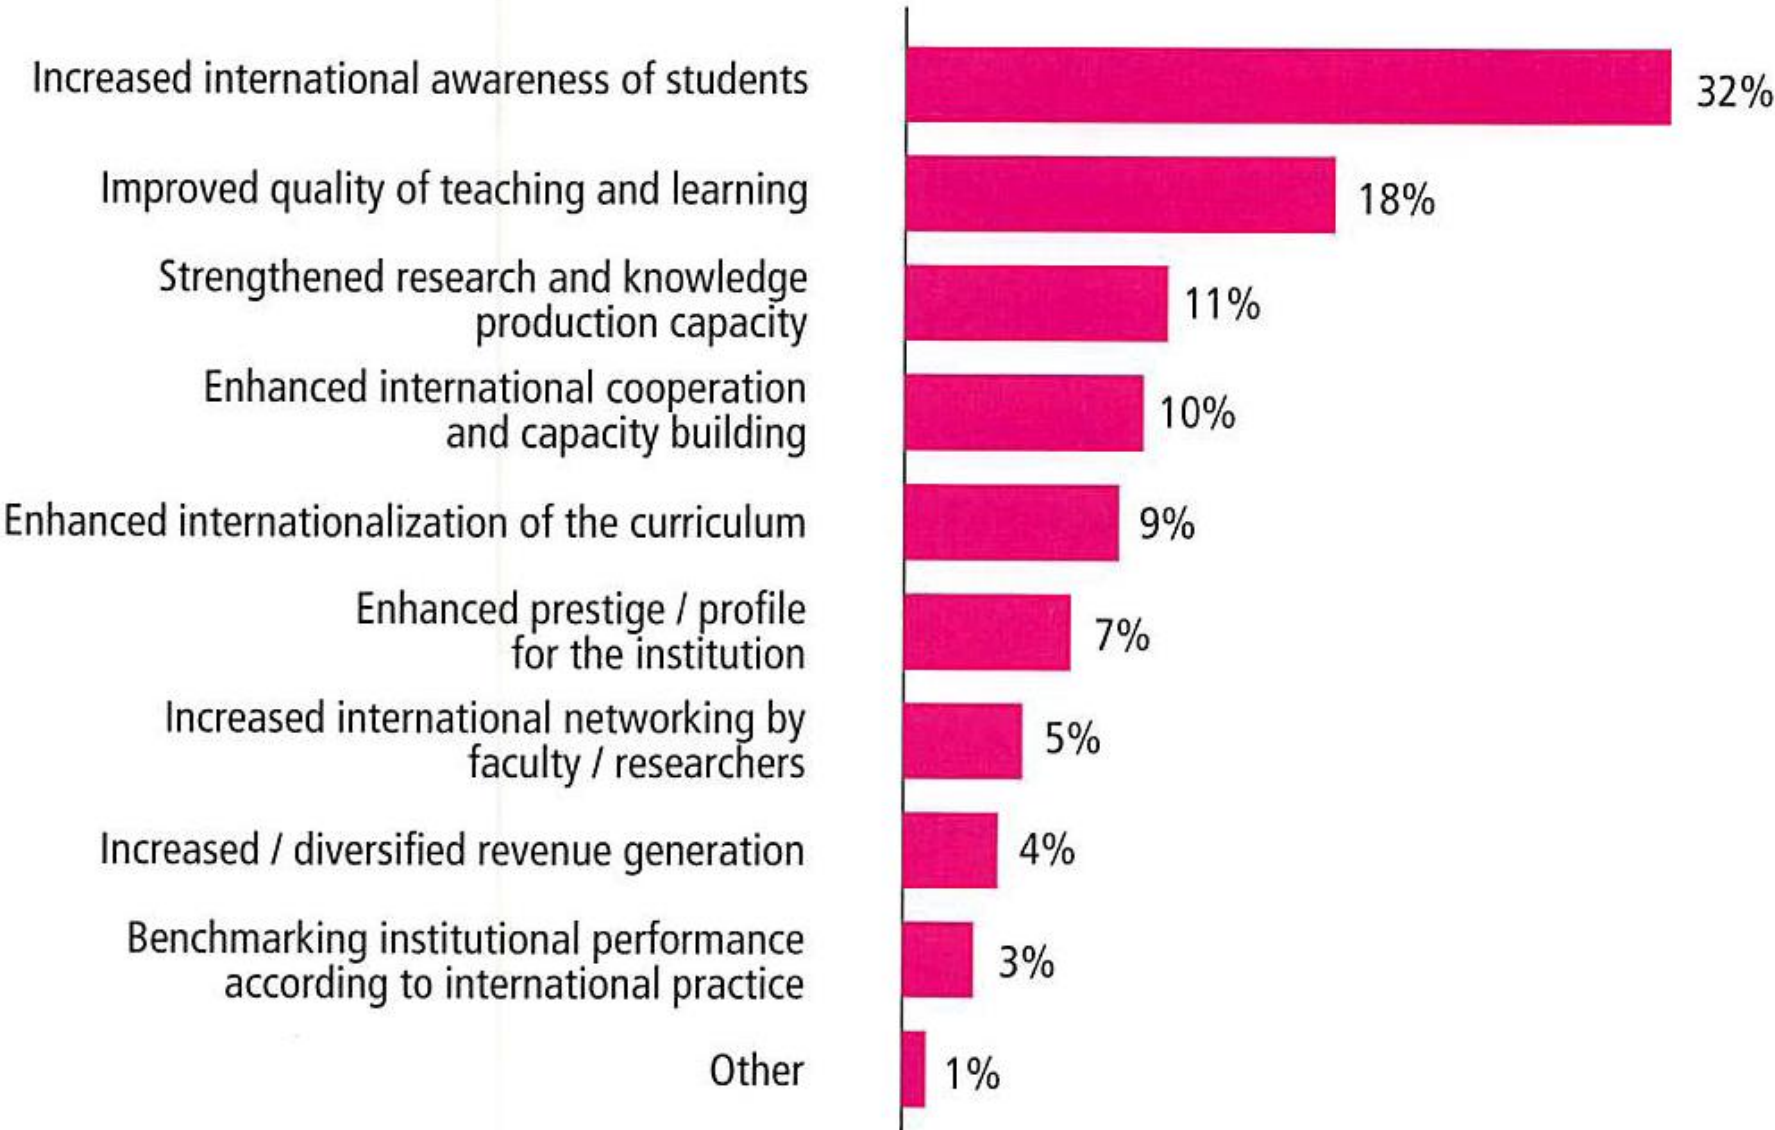 Increased international awareness of students
32%
Improved quality of teaching and learning
18%
Strengthened research and knowledge
production capacity
11%
Enhanced international cooperation
and capacity building
10%
Enhanced internationalization of the curriculum
9%
Enhanced prestige / profile
for the institution
7%
Increased international networking by
faculty / researchers
5%
Increased / diversified revenue generation
4%
Benchmarking institutional performance
according to international practice
3%
Other
1%